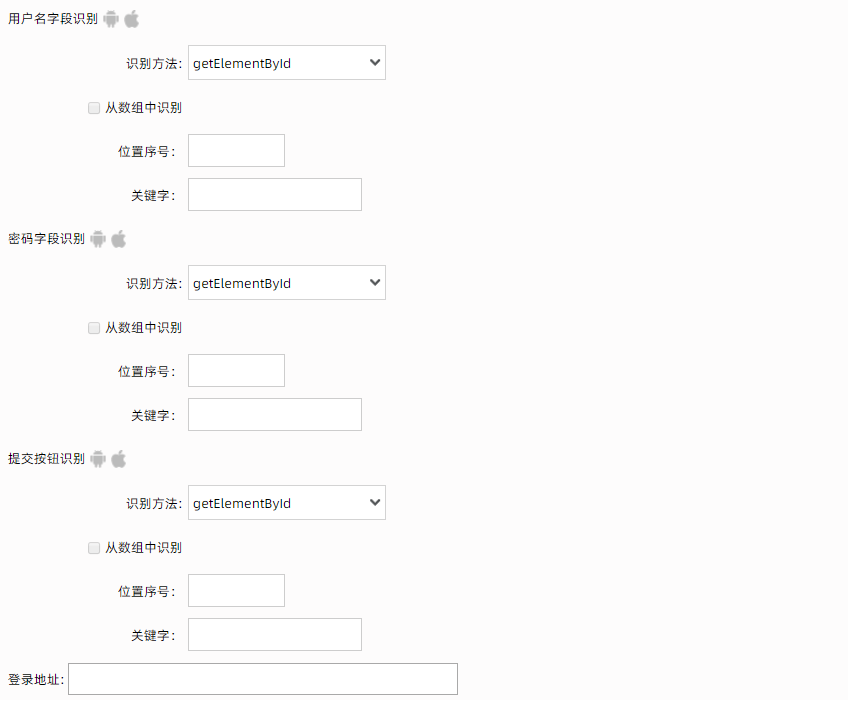 用户名字段识别
识别方法: getElementById
从数组中识别
位置序号：
关键字：
密码字段识别
识别方法: getElementById
从数组中识别
位置序号：
关键字：
提交按钮识别
识别方法: getElementById
从数组中识别
位置序号：
关键字：
登录地址: